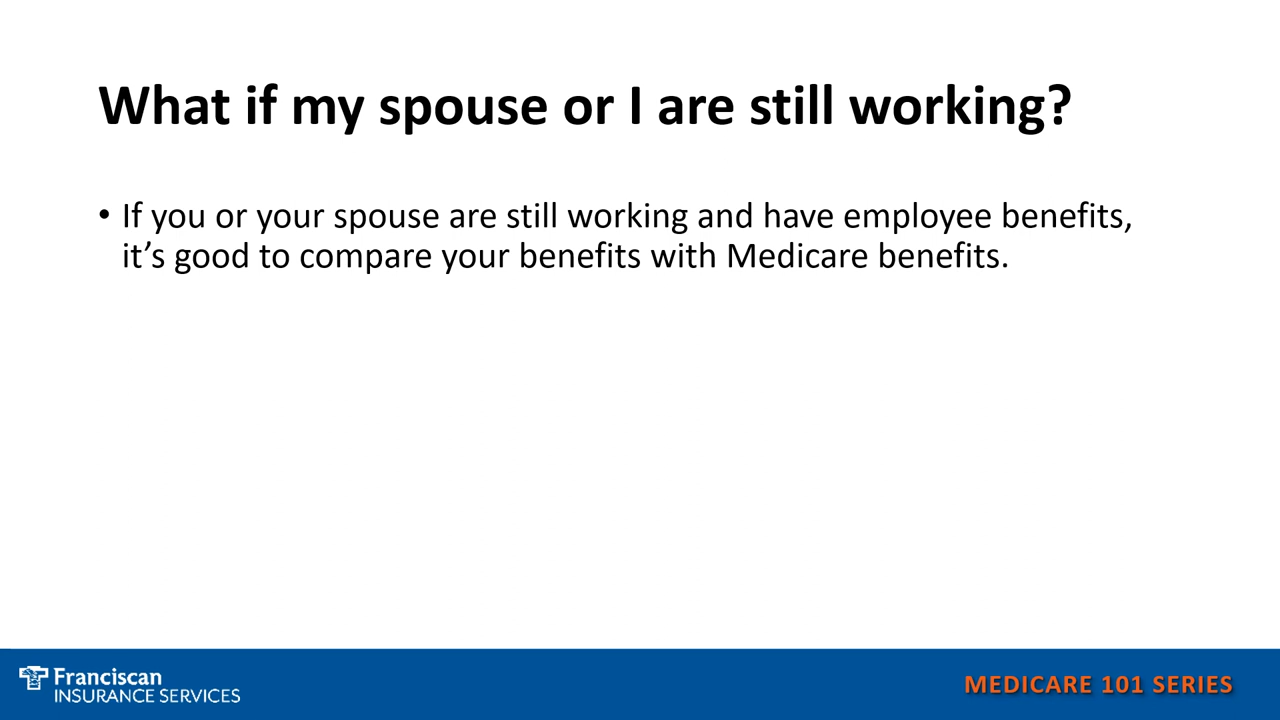 What if my spouse or I are still working?
• If you or your spouse are still working and have employee benefits,
it’s good to compare your benefits with Medicare benefits.
Franciscan
INSURANCE SERVICES
MEDICARE 101 SERIES